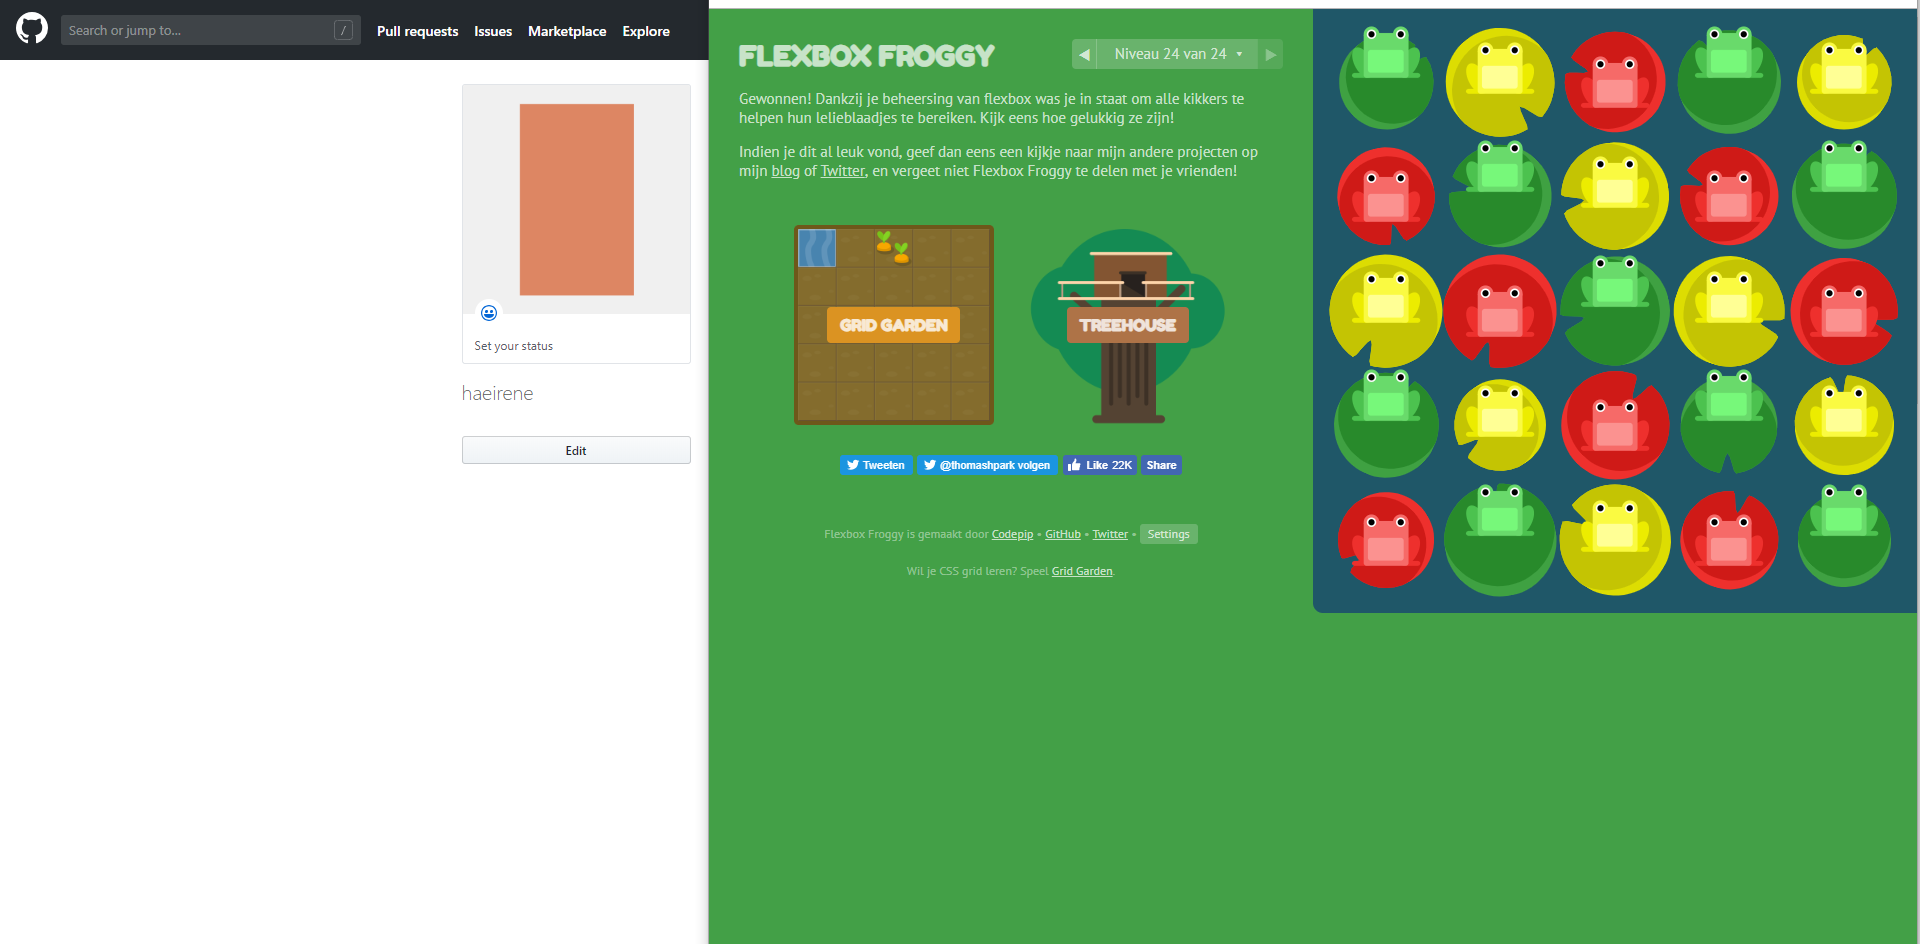 Search or jump to...
/
Pull requests
Issues
Marketplace
Explore
Set your status
haeirene
Edit
FLEXBOX FROGGY
Niveau 24 van 24
Gewonnen! Dankzij je beheersing van flexbox was je in staat om alle kikkers te
helpen hun lelieblaadjes te bereiken. Kijk eens hoe gelukkig ze zijn!
Indien je dit al leuk vond, geef dan eens een kijkje naar mijn andere projecten op
mijn blog of Twitter, en vergeet niet Flexbox Froggy te delen met je vrienden!
GRID GARDEN
TREEHOUSE
Tweeten
@thomashpark volgen
Like 22K
Share
Flexbox Froggy is gemaakt door Codepip • GitHub • Twitter • Settings
Wil je CSS grid leren? Speel Grid Garden.